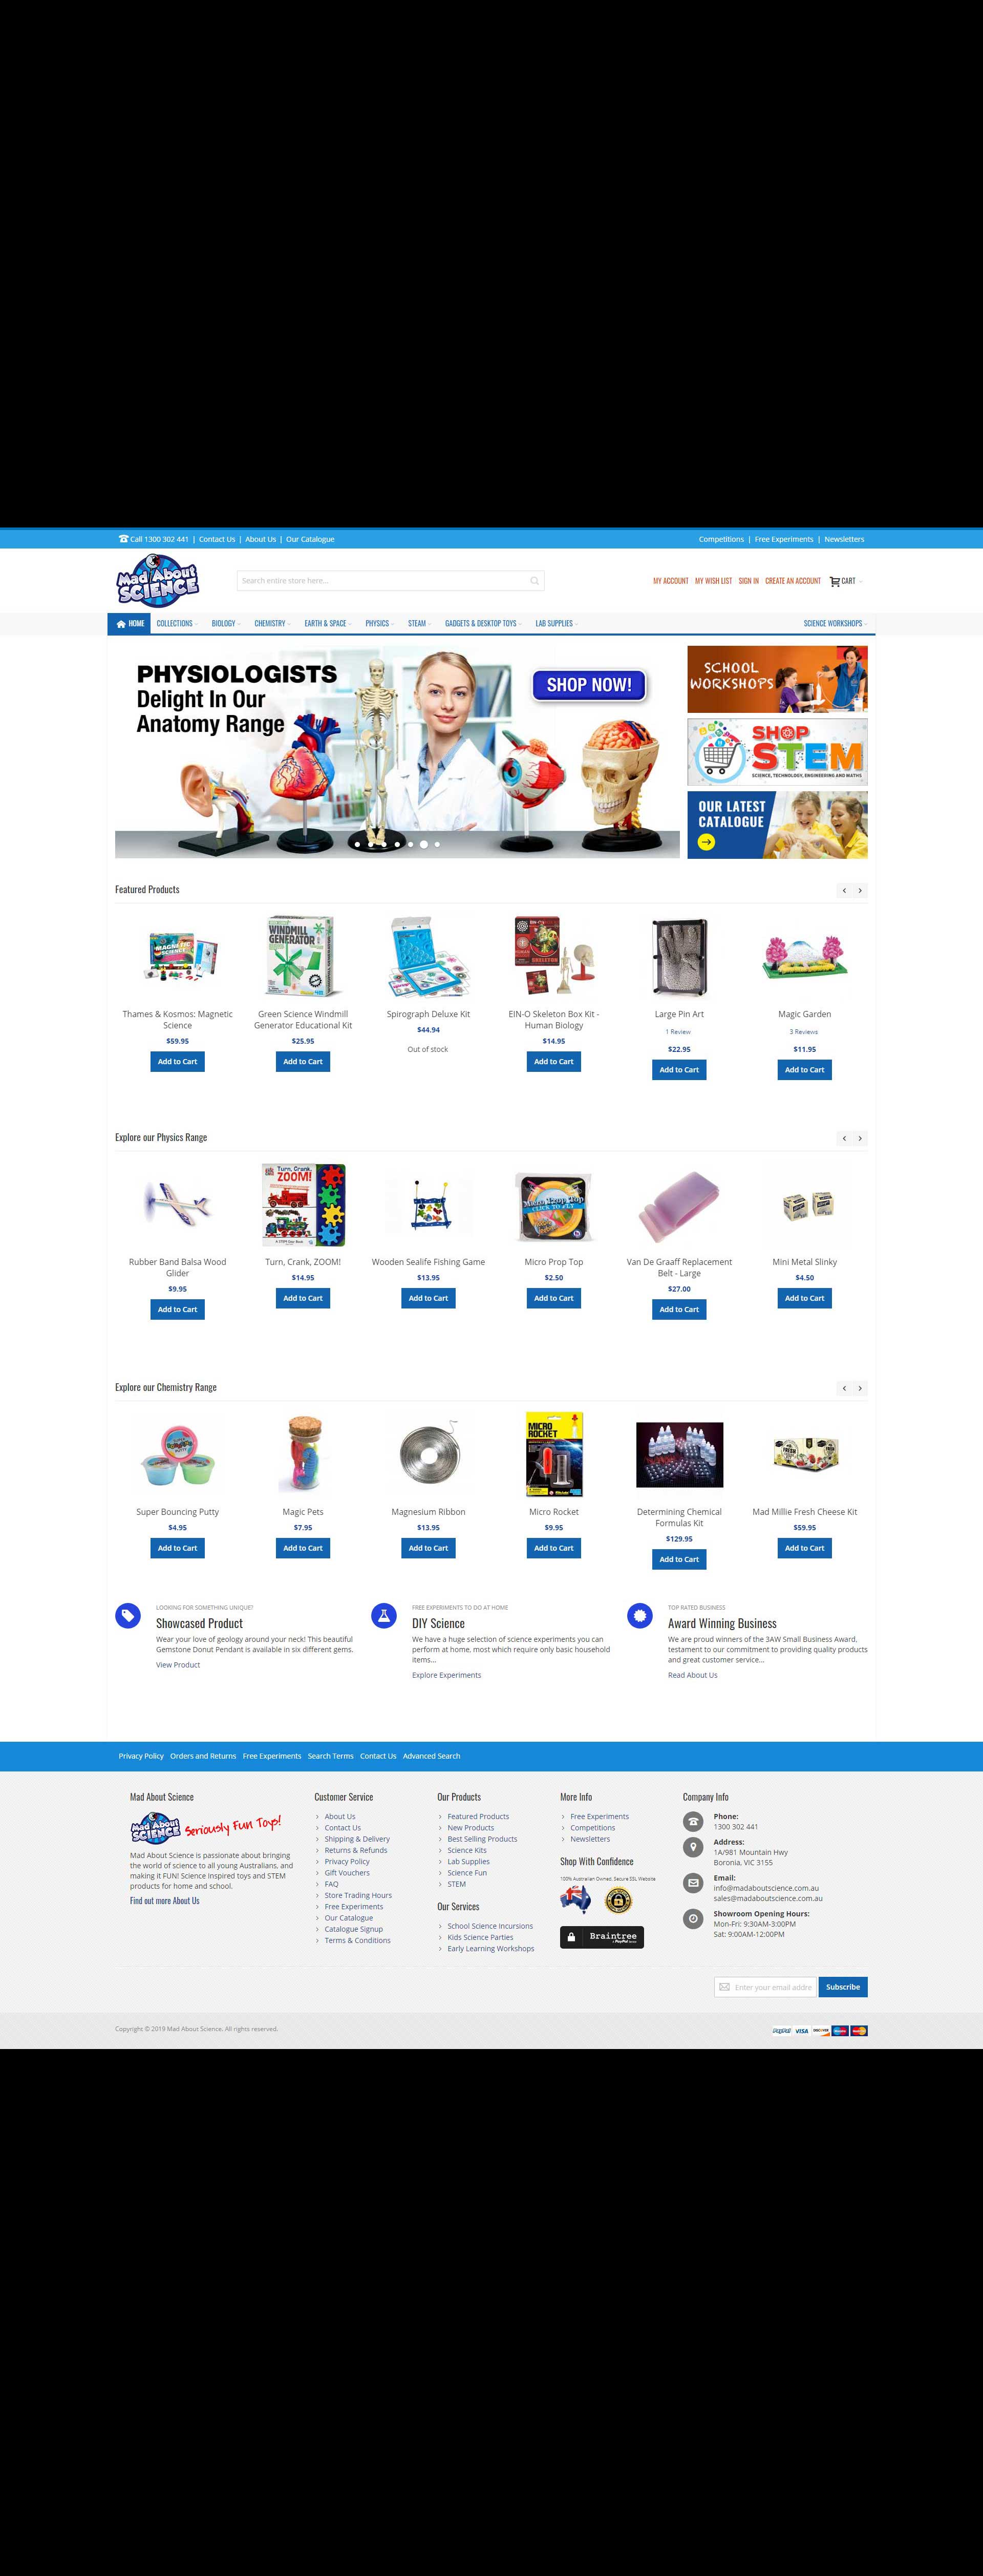 Call 1300 302 441 | Contact Us | About Us | Our Catalogue
Competitions | Free Experiments | Newsletters
Mad About
SCIENCE
Search entire store here...
MY ACCOUNT MY WISH LIST SIGN IN CREATE AN ACCOUNT CART
HOME COLLECTIONS BIOLOGY CHEMISTRY EARTH & SPACE PHYSICS STEAM GADGETS & DESKTOP TOYS LAB SUPPLIES SCIENCE WORKSHOPS
PHYSIOLOGISTS
Delight In Our
Anatomy Range
SHOP NOW!
SCHOOL
WORKSHOPS
SHOP
STEM
SCIENCE, TECHNOLOGY, ENGINEERING AND MATHS
OUR LATEST
CATALOGUE
Featured Products
MAGNETIC
SCIENCE
WINDMILL
GENERATOR
SKELETON
Thames & Kosmos: Magnetic
Science
$59.95
Add to Cart
Green Science Windmill
Generator Educational Kit
$25.95
Add to Cart
Spirograph Deluxe Kit
$44.94
Out of stock
EIN-O Skeleton Box Kit -
Human Biology
$14.95
Add to Cart
Large Pin Art
1 Review
$22.95
Add to Cart
Magic Garden
3 Reviews
$11.95
Add to Cart
Explore our Physics Range
Turn, Crank,
ZOOM!
Micro Prop Top
CLICK TO FLY
Rubber Band Balsa Wood
Glider
$9.95
Add to Cart
Turn, Crank, ZOOM!
$14.95
Add to Cart
Wooden Sealife Fishing Game
$13.95
Add to Cart
Micro Prop Top
$2.50
Add to Cart
Van De Graaff Replacement
Belt - Large
$27.00
Add to Cart
Mini Metal Slinky
$4.50
Add to Cart
Explore our Chemistry Range
MICRO
ROCKET
Super Bouncing Putty
$4.95
Add to Cart
Magic Pets
$7.95
Add to Cart
Magnesium Ribbon
$13.95
Add to Cart
Micro Rocket
$9.95
Add to Cart
Determining Chemical
Formulas Kit
$129.95
Add to Cart
Mad Millie Fresh Cheese Kit
$59.95
Add to Cart
LOOKING FOR SOMETHING UNIQUE?
Showcased Product
Wear your love of geology around your neck! This beautiful
Gemstone Donut Pendant is available in six different gems.
View Product
FREE EXPERIMENTS TO DO AT HOME
DIY Science
We have a huge selection of science experiments you can
perform at home, most which require only basic household
items...
Explore Experiments
TOP RATED BUSINESS
Award Winning Business
We are proud winners of the 3AW Small Business Award,
testament to our commitment to providing quality products
and great customer service...
Read About Us
Privacy Policy Orders and Returns Free Experiments Search Terms Contact Us Advanced Search
Mad About Science
Mad About
SCIENCE
Seriously Fun Toys!
Mad About Science is passionate about bringing
the world of science to all young Australians, and
making it FUN! Science inspired toys and STEM
products for home and school.
Find out more About Us
Customer Service
About Us
Contact Us
Shipping & Delivery
Returns & Refunds
Privacy Policy
Gift Vouchers
FAQ
Store Trading Hours
Free Experiments
Our Catalogue
Catalogue Signup
Terms & Conditions
Our Products
Featured Products
New Products
Best Selling Products
Science Kits
Lab Supplies
Science Fun
STEM
Our Services
School Science Incursions
Kids Science Parties
Early Learning Workshops
More Info
Free Experiments
Competitions
Newsletters
Shop With Confidence
100% Australian Owned. Secure SSL Website
Braintree
A PayPal Service
Company Info
Phone:
1300 302 441
Address:
1A/981 Mountain Hwy
Boronia, VIC 3155
Email:
info@madaboutscience.com.au
sales@madaboutscience.com.au
Showroom Opening Hours:
Mon-Fri: 9:30AM-3:00PM
Sat: 9:00AM-12:00PM
Enter your email addre
Subscribe
Copyright © 2019 Mad About Science. All rights reserved.
PayPal VISA DISCOVER